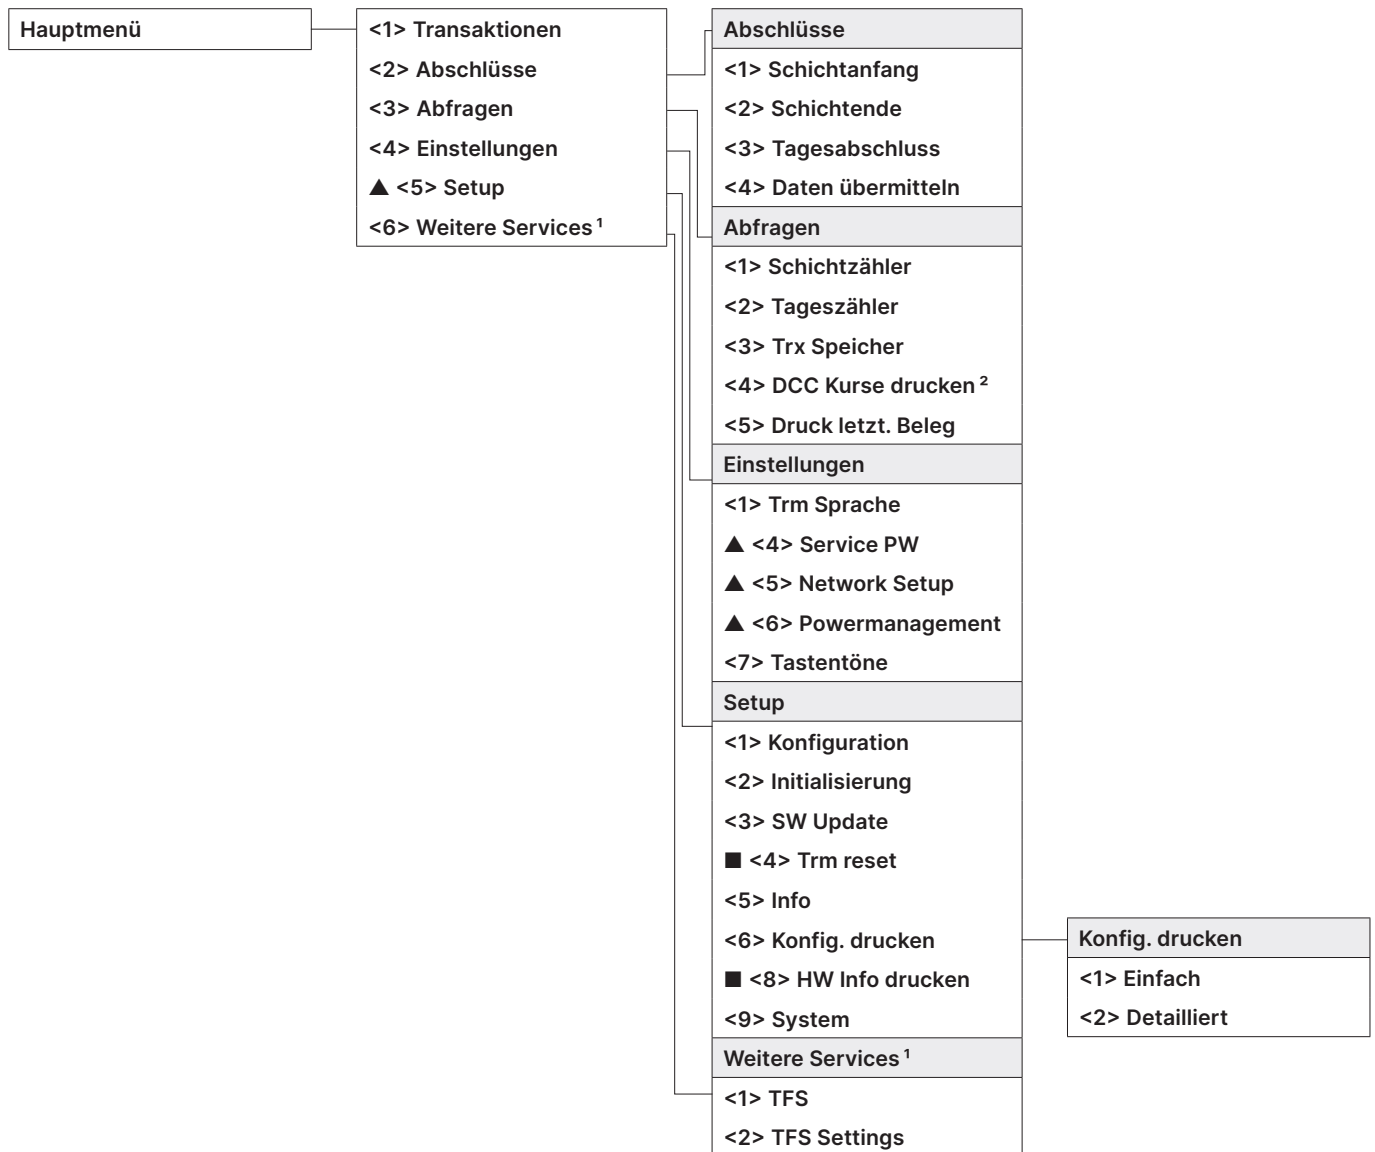 Hauptmenü
<1> Transaktionen
<2> Abschlüsse
<3> Abfragen
<4> Einstellungen
▲ <5> Setup
<6> Weitere Services ¹
Abschlüsse
<1> Schichtanfang
<2> Schichtende
<3> Tagesabschluss
<4> Daten übermitteln
Abfragen
<1> Schichtzähler
<2> Tageszähler
<3> Trx Speicher
<4> DCC Kurse drucken ²
<5> Druck letzt. Beleg
Einstellungen
<1> Trm Sprache
▲ <4> Service PW
▲ <5> Network Setup
▲ <6> Powermanagement
<7> Tastentöne
Setup
<1> Konfiguration
<2> Initialisierung
<3> SW Update
■ <4> Trm reset
<5> Info
<6> Konfig. drucken
■ <8> HW Info drucken
<9> System
Weitere Services ¹
<1> TFS
<2> TFS Settings
Konfig. drucken
<1> Einfach
<2> Detailliert